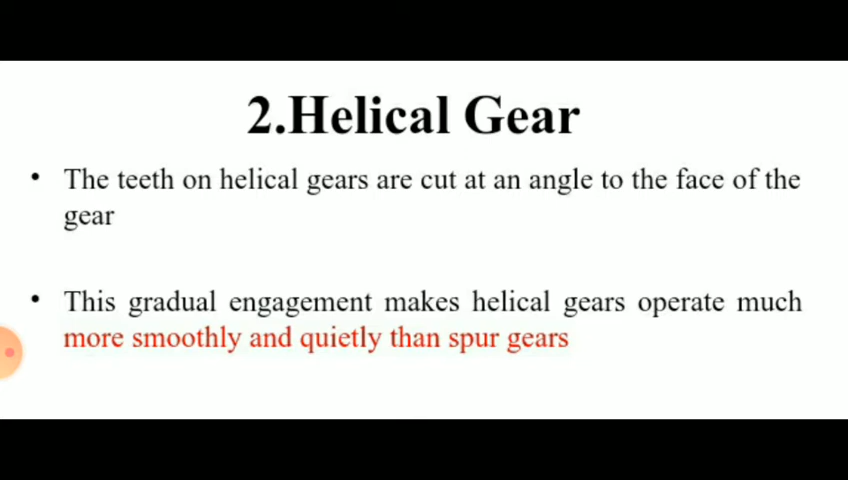 2.Helical Gear
• The teeth on helical gears are cut at an angle to the face of the
gear
• This gradual engagement makes helical gears operate much
more smoothly and quietly than spur gears